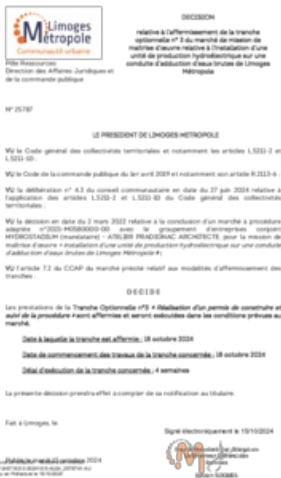 Limoges
Métropole
Communauté urbaine
Pôle Ressources
Direction des Affaires Juridiques et
de la commande publique
DECISION
relative à l'affermissement de la tranche
optionnelle n° 3 du marché de mission de
maîtrise d'œuvre relative à l'installation d'une
unité de production hydroélectrique sur une
conduite d'adduction d'eaux brutes de Limoges
Métropole
N° 25787
LE PRESIDENT DE LIMOGES METROPOLE
VU le Code général des collectivités territoriales et notamment les articles L.5211-2 et
L.5211-10 ;
VU le Code de la commande publique du 1er avril 2019 et notamment son article R.2113-6 ;
VU la délibération n° 4.3 du conseil communautaire en date du 27 juin 2024 relative à
l'application des articles L.5211-2 et L.5211-10 du Code général des collectivités
territoriales ;
VU la décision en date du 2 mars 2022 relative à la conclusion d'un marché à procédure
adaptée avec le groupement d'entreprises conjoint
HYDROSTADIUM (mandataire) - ATELIER PRADIGNAC ARCHITECTE, pour la mission de
maîtrise d'œuvre « installation d'une unité de production hydroélectrique sur une conduite
d'adduction d'eaux brutes de Limoges Métropole » ;
VU l'article 7.2 du CCAP du marché précité relatif aux modalités d'affermissement des
tranches ;
DECIDE
Les prestations de la Tranche Optionnelle « Réalisation d'un permis de construire et
suivi de la procédure » sont affermies et seront exécutées dans les conditions prévues au
marché.
Date à laquelle la tranche est affermie : 18 octobre 2024
Date de commencement des travaux de la tranche concernée : 18 octobre 2024
Délai d'exécution de la tranche concernée : 4 semaines
La présente décision prendra effet à compter de sa notification au titulaire.
Fait à Limoges, le
Signé électroniquement le 15/10/2024
octobre 2024